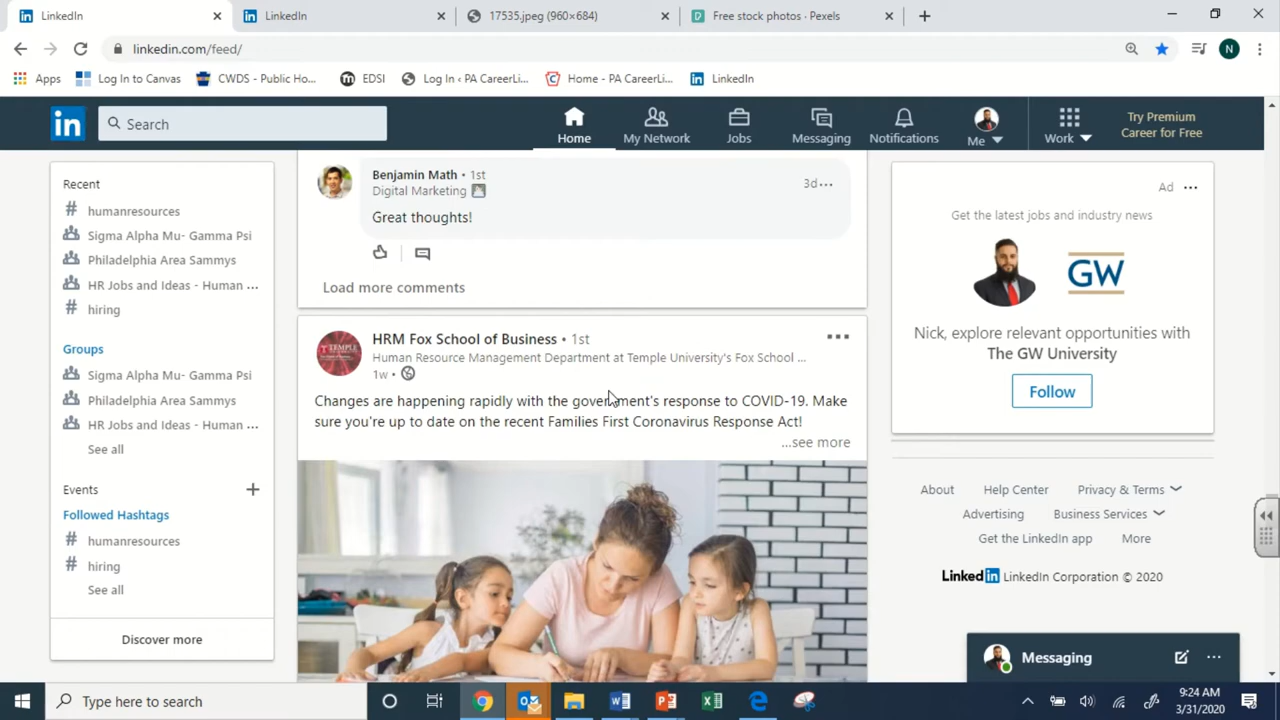 LinkedIn
LinkedIn
17535.jpeg (960×684)
Free stock photos · Pexels
linkedin.com/feed/
N
Apps
Log In to Canvas
CWDS - Public Ho...
EDSI
Log In ‹ PA CareerLi...
Home - PA CareerLi...
LinkedIn
in
Search
Home
My Network
Jobs
Messaging
Notifications
Me
Work
Try Premium
Career for Free
Recent
# humanresources
Sigma Alpha Mu- Gamma Psi
Philadelphia Area Sammys
HR Jobs and Ideas - Human ...
# hiring
Groups
Sigma Alpha Mu- Gamma Psi
Philadelphia Area Sammys
HR Jobs and Ideas - Human ...
See all
Events
Followed Hashtags
# humanresources
# hiring
See all
Discover more
Benjamin Math • 1st
Digital Marketing
3d
Great thoughts!
Load more comments
TEMPLE
HRM Fox School of Business • 1st
Human Resource Management Department at Temple University's Fox School ...
1w •
Changes are happening rapidly with the government's response to COVID-19. Make
sure you're up to date on the recent Families First Coronavirus Response Act!
...see more
Ad
Get the latest jobs and industry news
GW
Nick, explore relevant opportunities with
The GW University
Follow
About
Help Center
Privacy & Terms
Advertising
Business Services
Get the LinkedIn app
More
LinkedIn LinkedIn Corporation © 2020
Messaging
Type here to search
9:24 AM
3/31/2020